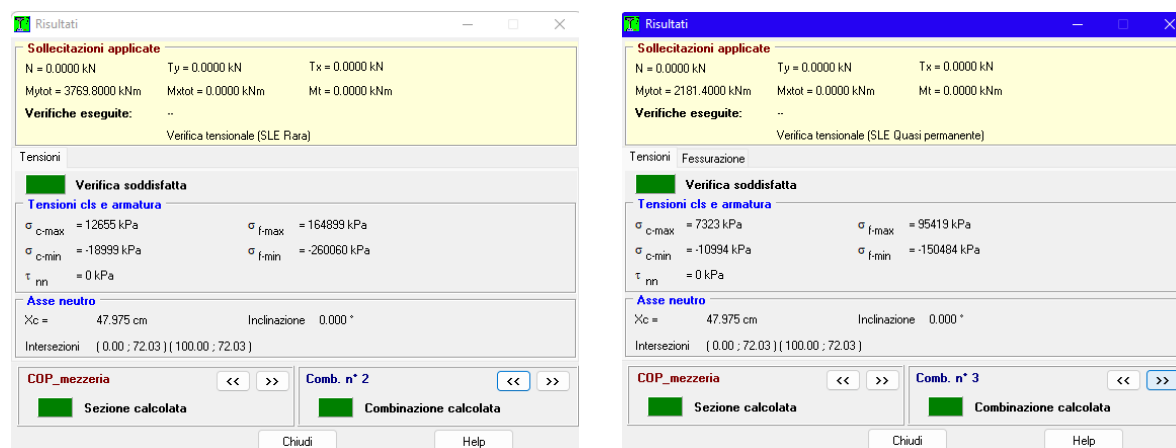 Risultati
Sollecitazioni applicate
N = 0.0000 kN Ty = 0.0000 kN Tx = 0.0000 kN
Mytot = 3769.8000 kNm Mxtot = 0.0000 kNm Mt = 0.0000 kNm
Verifiche eseguite: --
Verifica tensionale (SLE Rara)
Tensioni
Verifica soddisfatta
Tensioni cls e armatura
σ c-max = 12655 kPa σ f-max = 164899 kPa
σ c-min = -18999 kPa σ f-min = -260060 kPa
τ nn = 0 kPa
Asse neutro
Xc = 47.975 cm Inclinazione 0.000 °
Intersezioni ( 0.00 ; 72.03 ) ( 100.00 ; 72.03 )
COP_mezzeria << >> Comb. n° 2 << >>
Sezione calcolata Combinazione calcolata
Chiudi Help
Risultati
Sollecitazioni applicate
N = 0.0000 kN Ty = 0.0000 kN Tx = 0.0000 kN
Mytot = 2181.4000 kNm Mxtot = 0.0000 kNm Mt = 0.0000 kNm
Verifiche eseguite: --
Verifica tensionale (SLE Quasi permanente)
Tensioni Fessurazione
Verifica soddisfatta
Tensioni cls e armatura
σ c-max = 7323 kPa σ f-max = 95419 kPa
σ c-min = -10994 kPa σ f-min = -150484 kPa
τ nn = 0 kPa
Asse neutro
Xc = 47.975 cm Inclinazione 0.000 °
Intersezioni ( 0.00 ; 72.03 ) ( 100.00 ; 72.03 )
COP_mezzeria << >> Comb. n° 3 << >>
Sezione calcolata Combinazione calcolata
Chiudi Help